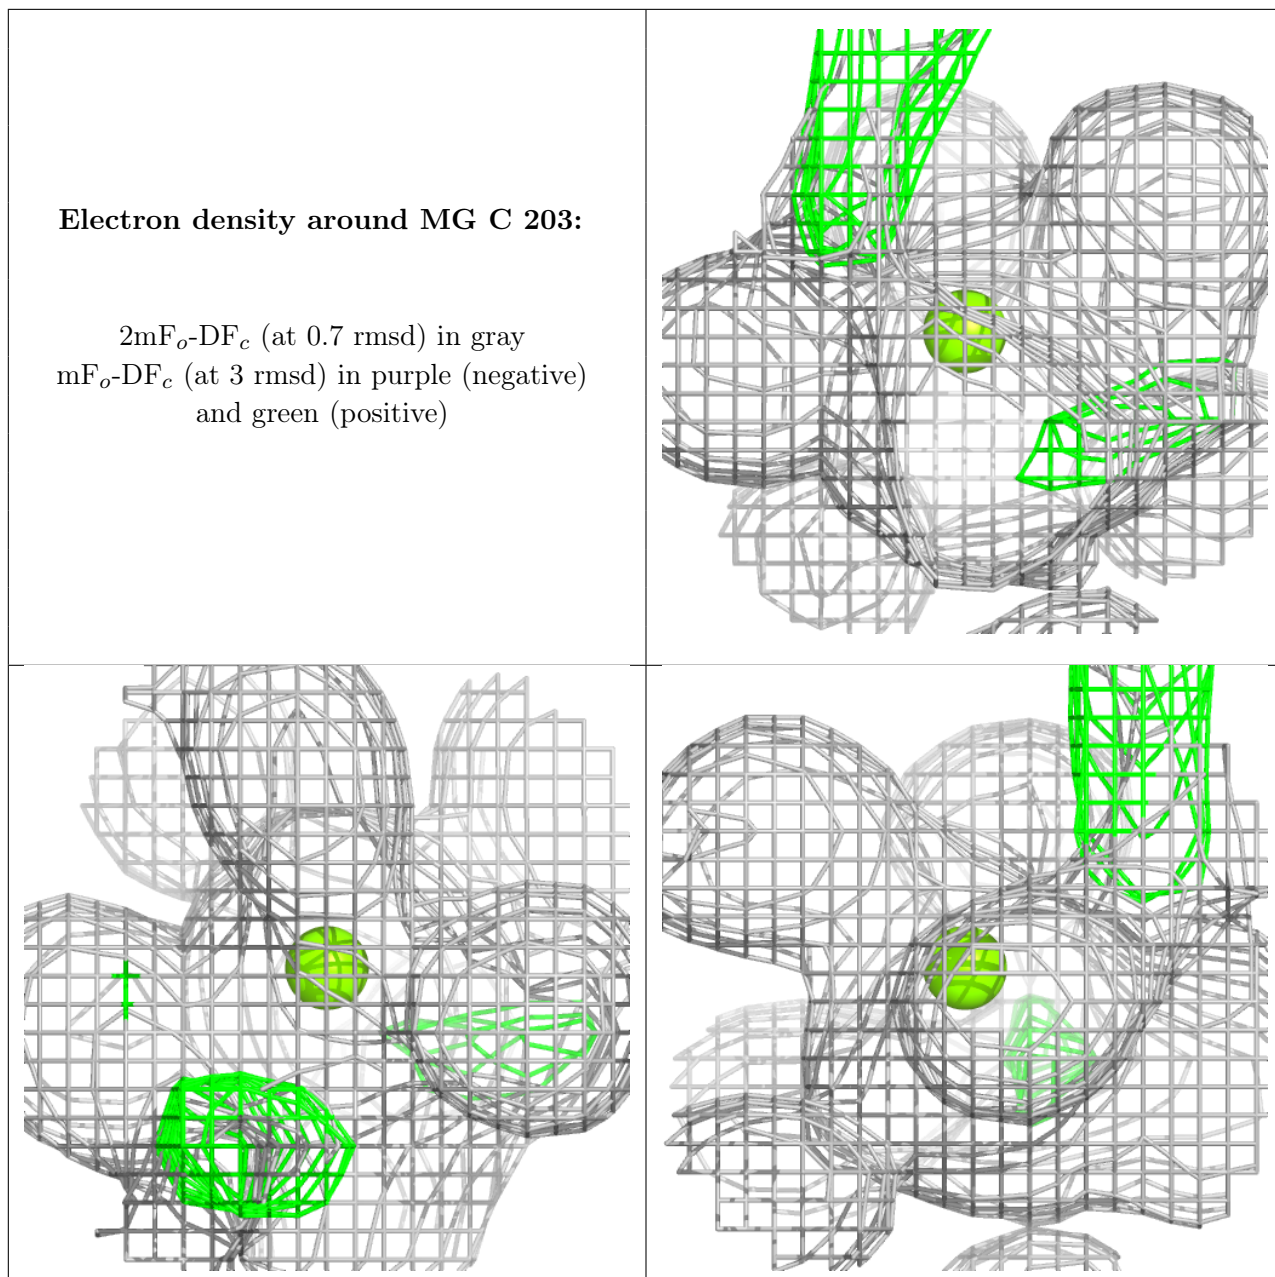 Electron density around MG C 203:
2mFo-DFc (at 0.7 rmsd) in gray
mFo-DFc (at 3 rmsd) in purple (negative)
and green (positive)